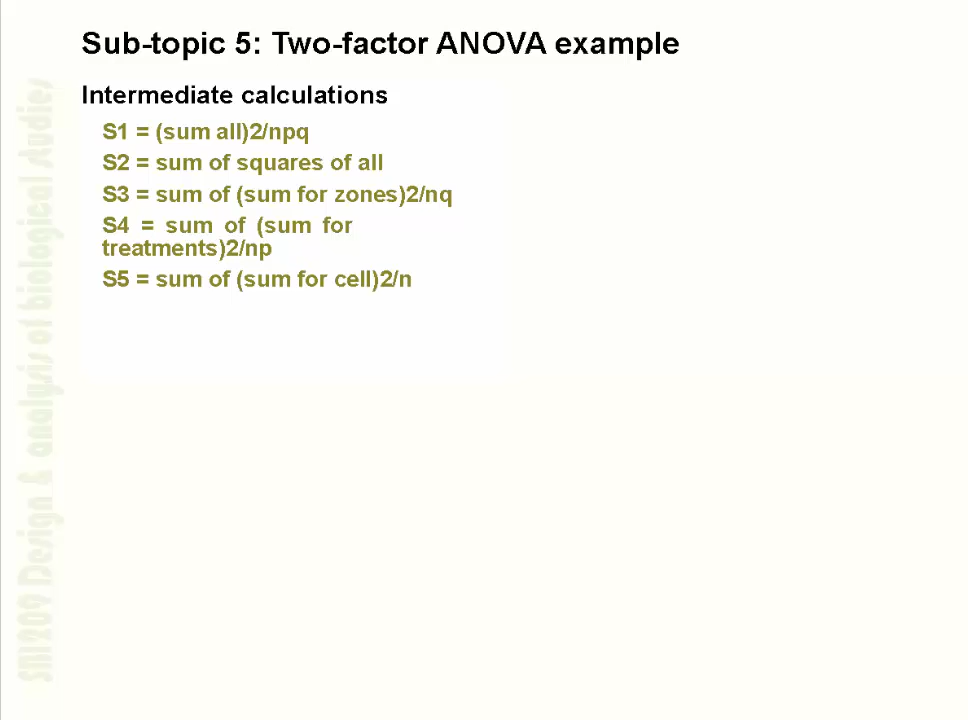 Sub-topic 5: Two-factor ANOVA example
Intermediate calculations
S1 = (sum all)2/npq
S2 = sum of squares of all
S3 = sum of (sum for zones)2/nq
S4 = sum of (sum for
treatments)2/np
S5 = sum of (sum for cell)2/n
SBI209 Design & analysis of biological studies